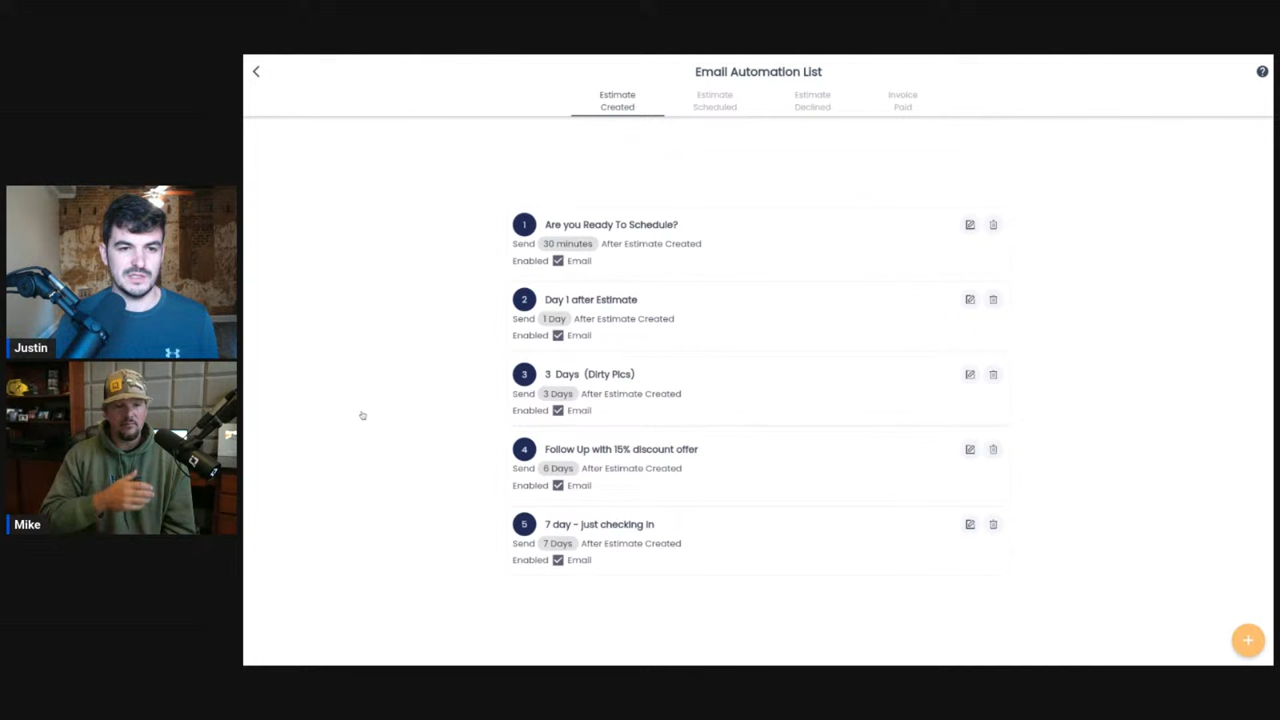 Email Automation List
?
Estimate
Created
Estimate
Scheduled
Estimate
Declined
Invoice
Paid
1 Are you Ready To Schedule?
Send 30 minutes After Estimate Created
Enabled Email
2 Day 1 after Estimate
Send 1 Day After Estimate Created
Enabled Email
3 3 Days (Dirty Pics)
Send 3 Days After Estimate Created
Enabled Email
4 Follow Up with 15% discount offer
Send 6 Days After Estimate Created
Enabled Email
5 7 day - just checking in
Send 7 Days After Estimate Created
Enabled Email
+
Justin
Mike